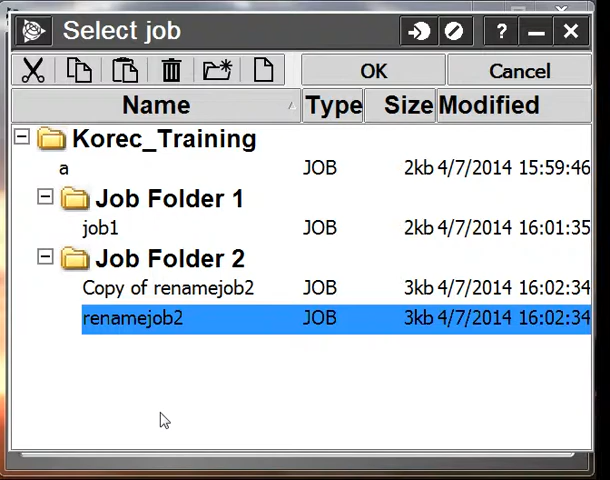 Select job
?
OK
Cancel
Name Type Size Modified
Korec_Training
a JOB 2kb 4/7/2014 15:59:46
Job Folder 1
job1 JOB 2kb 4/7/2014 16:01:35
Job Folder 2
Copy of renamejob2 JOB 3kb 4/7/2014 16:02:34
renamejob2 JOB 3kb 4/7/2014 16:02:34